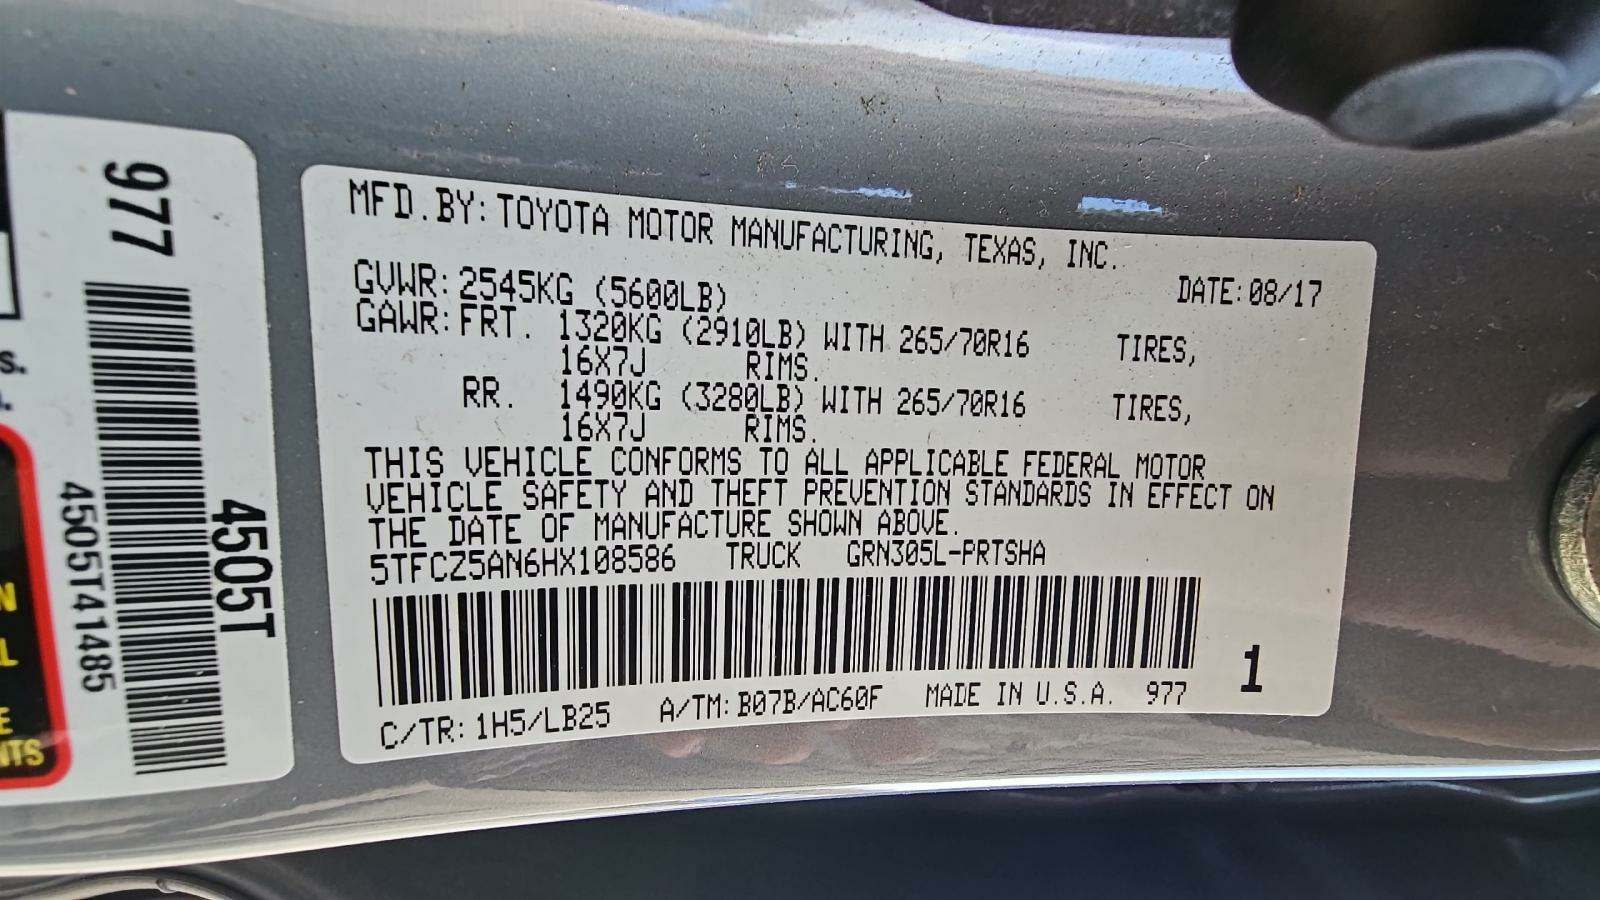 977
4505T
4505T41485
S.
N
L
E
NTS
MFD.BY: TOYOTA MOTOR MANUFACTURING, TEXAS, INC.
GVWR: 2545KG (5600LB) DATE: 08/17
GAWR: FRT. 1320KG (2910LB) WITH 265/70R16 TIRES,
16X7J RIMS.
RR. 1490KG (3280LB) WITH 265/70R16 TIRES,
16X7J RIMS.
THIS VEHICLE CONFORMS TO ALL APPLICABLE FEDERAL MOTOR
VEHICLE SAFETY AND THEFT PREVENTION STANDARDS IN EFFECT ON
THE DATE OF MANUFACTURE SHOWN ABOVE.
5TFCZ5AN6HX108586 TRUCK GRN305L-PRTSHA
1
C/TR: 1H5/LB25 A/TM: B07B/AC60F MADE IN U.S.A. 977